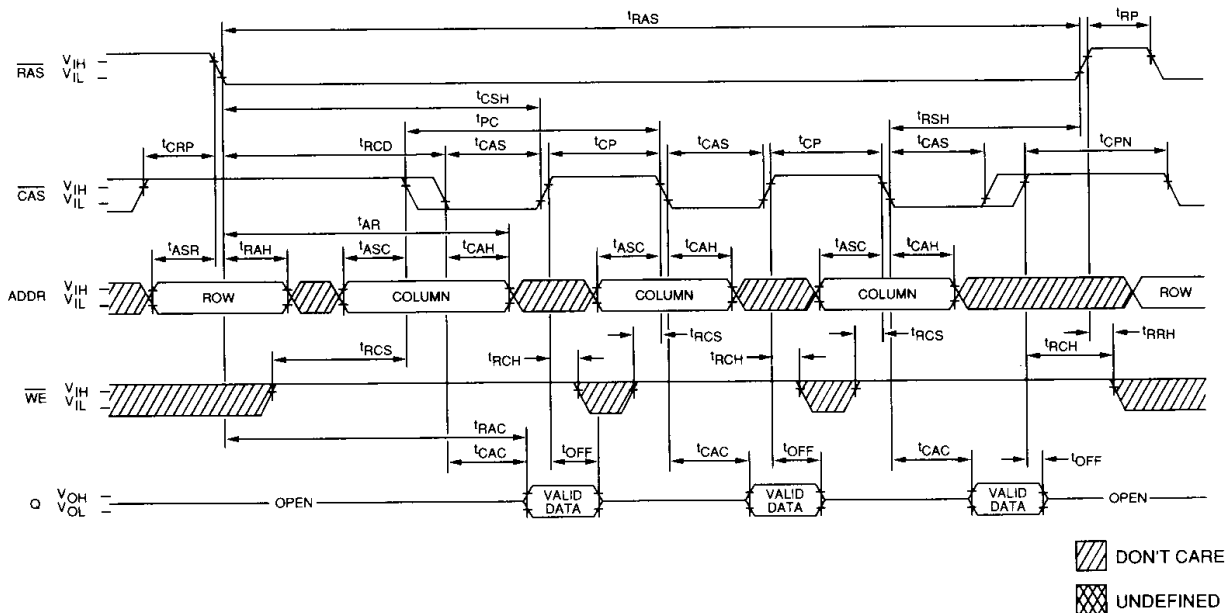 tRAS
tRP
RAS VIH VIL
tCSH
tPC
tRSH
tCRP
tRCD
tCAS
tCP
tCAS
tCP
tCAS
tCPN
CAS VIH VIL
tAR
tASR
tRAH
tASC
tCAH
tASC
tCAH
tASC
tCAH
ADDR VIH VIL
ROW
COLUMN
COLUMN
COLUMN
ROW
tRCS
tRCH
tRCS
tRCH
tRCS
tRCH
tRRH
WE VIH VIL
tRAC
tCAC
tOFF
tCAC
tOFF
tCAC
tOFF
Q VOH VOL
OPEN
VALID DATA
VALID DATA
VALID DATA
OPEN
DON'T CARE
UNDEFINED